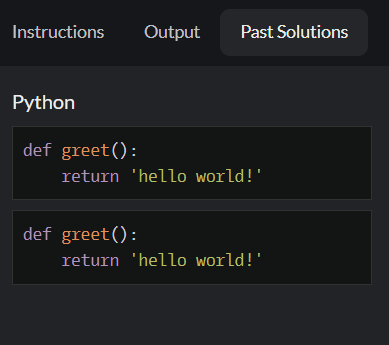 Instructions Output Past Solutions
Python
def greet():
    return 'hello world!'
def greet():
    return 'hello world!'